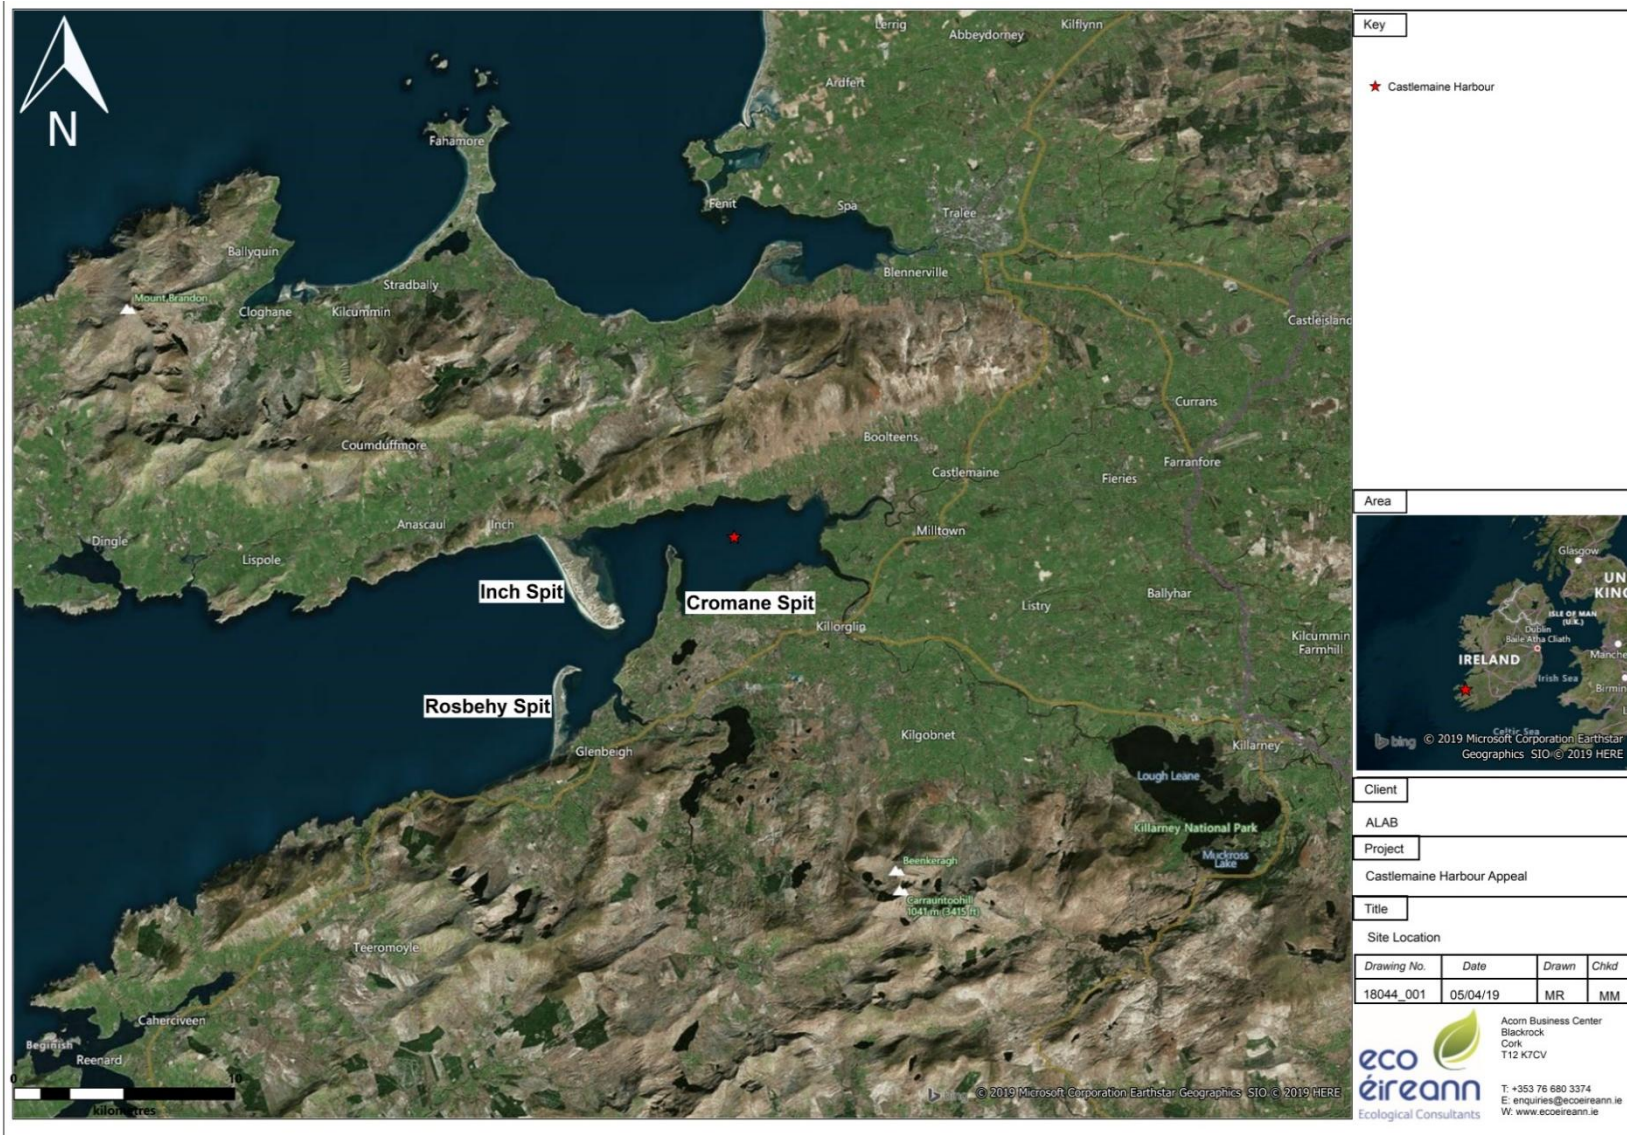 N
Lerrig
Kilflynn
Abbeydorney
Ardfert
Fahamore
Fenit
Spa
Tralee
Ballyquin
Stradbally
Blennerville
Mount Brandon
Cloghane
Kilcummin
Castleisland
Currans
Coumduffmore
Boolteens
Castlemaine
Farranfore
Fieries
Anascaul
Inch
Milltown
Dingle
Lispole
Inch Spit
Cromane Spit
Ballyhar
Listry
Killorglin
Kilcummin
Farmhill
Rosbehy Spit
Glenbeigh
Kilgobnet
Killarney
Lough Leane
Killarney National Park
Muckross
Lake
Beenkeragh
Carrauntoohill
1041 m (3415 ft)
Teeromoyle
Caherciveen
Beginish
Reenard
0
10
kilometres
© 2019 Microsoft Corporation Earthstar Geographics SIO © 2019 HERE
Key
Castlemaine Harbour
Area
Glasgow
UN
KING
ISLE OF MAN
(U.K.)
Dublin
Baile Átha Cliath
Manche
IRELAND
Irish Sea
Birmin
Celtic Sea
bing
© 2019 Microsoft Corporation Earthstar
Geographics SIO © 2019 HERE
Client
ALAB
Project
Castlemaine Harbour Appeal
Title
Site Location
Drawing No. Date Drawn Chkd
18044_001 05/04/19 MR MM
eco
éireann
Ecological Consultants
Acorn Business Center
Blackrock
Cork
T12 K7CV
T: +353 76 680 3374
E: enquiries@ecoeireann.ie
W: www.ecoeireann.ie